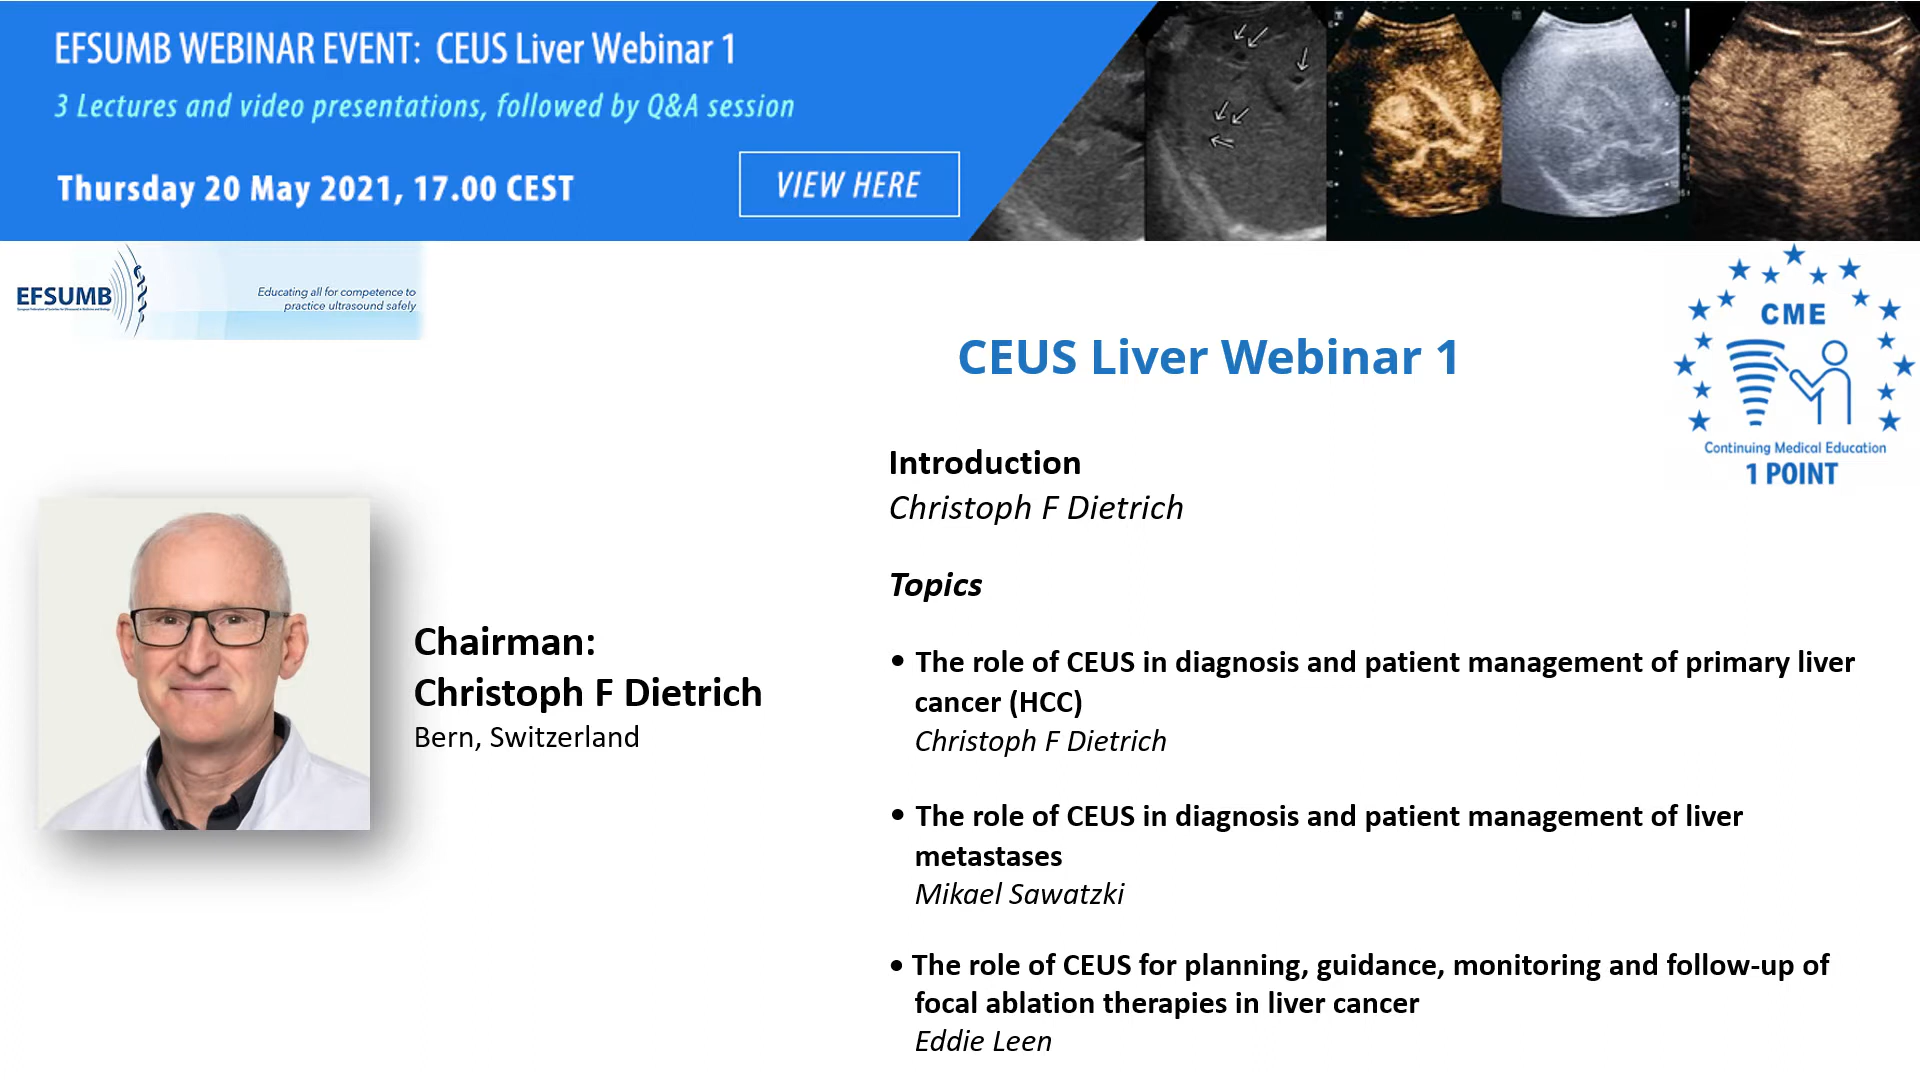 EFSUMB WEBINAR EVENT: CEUS Liver Webinar 1
3 Lectures and video presentations, followed by Q&A session
Thursday 20 May 2021, 17.00 CEST
VIEW HERE
EFSUMB
Educating all for competence to
practice ultrasound safely
CME
Continuing Medical Education
1 POINT
CEUS Liver Webinar 1
Chairman:
Christoph F Dietrich
Bern, Switzerland
Introduction
Christoph F Dietrich
Topics
• The role of CEUS in diagnosis and patient management of primary liver
cancer (HCC)
Christoph F Dietrich
• The role of CEUS in diagnosis and patient management of liver
metastases
Mikael Sawatzki
• The role of CEUS for planning, guidance, monitoring and follow-up of
focal ablation therapies in liver cancer
Eddie Leen